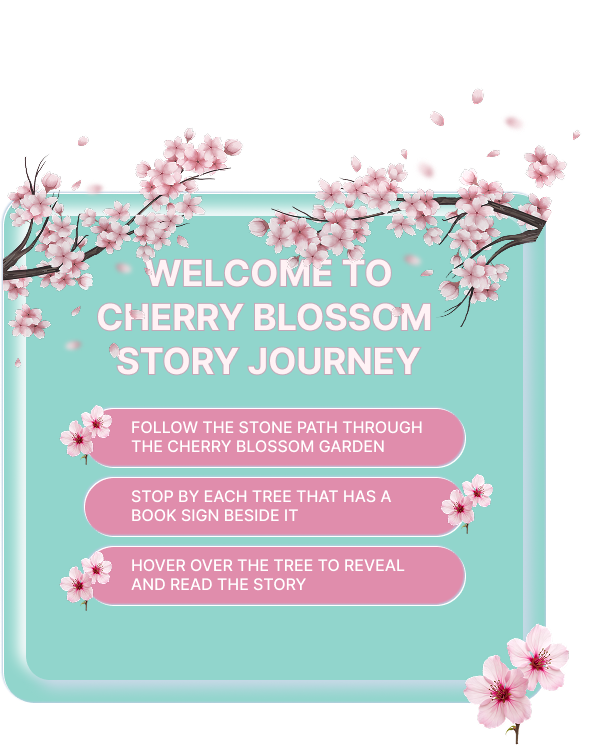 WELCOME TO
CHERRY BLOSSOM
STORY JOURNEY
FOLLOW THE STONE PATH THROUGH
THE CHERRY BLOSSOM GARDEN
STOP BY EACH TREE THAT HAS A
BOOK SIGN BESIDE IT
HOVER OVER THE TREE TO REVEAL
AND READ THE STORY